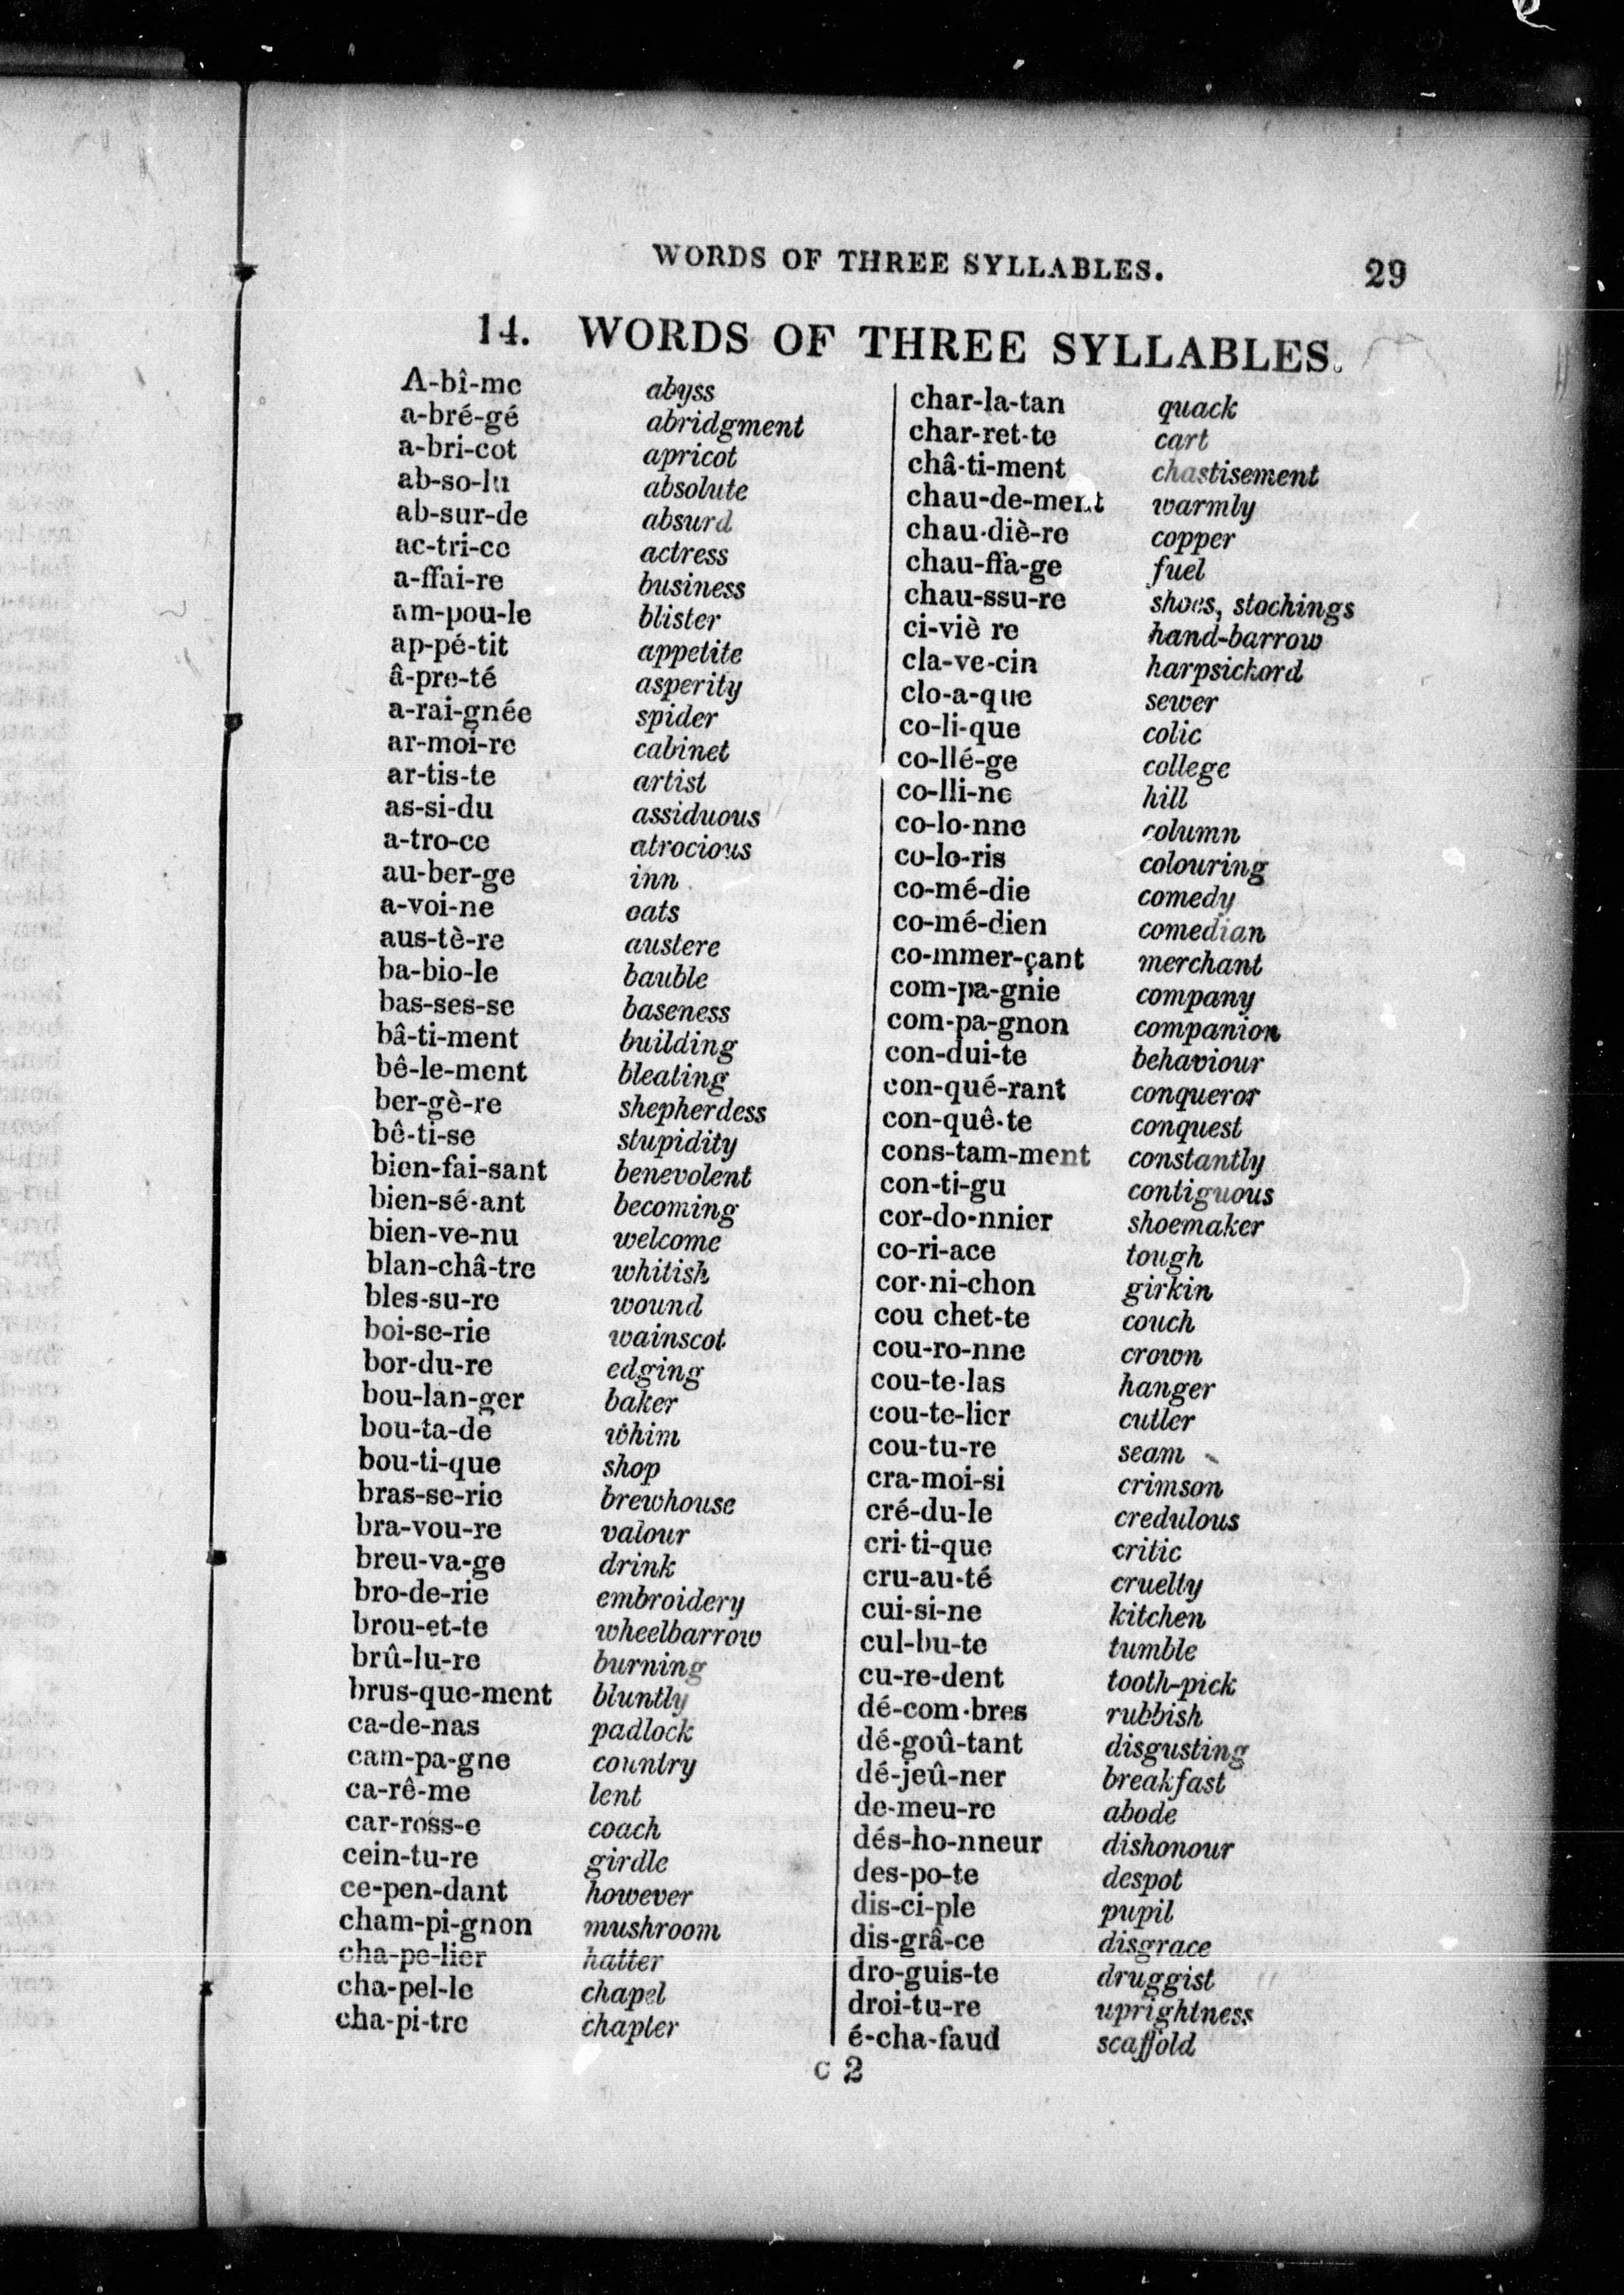 WORDS OF THREE SYLLABLES. 29
14. WORDS OF THREE SYLLABLES.
A-bî-me abyss
a-bré-gé abridgment
a-bri-cot apricot
ab-so-lu absolute
ab-sur-de absurd
ac-tri-ce actress
a-ffai-re business
am-pou-le blister
ap-pé-tit appetite
â-pre-té asperity
a-rai-gnée spider
ar-moi-re cabinet
ar-tis-te artist
as-si-du assiduous
a-tro-ce atrocious
au-ber-ge inn
a-voi-ne oats
aus-tè-re austere
ba-bio-le bauble
bas-ses-se baseness
bâ-ti-ment building
bê-le-ment bleating
ber-gè-re shepherdess
bê-ti-se stupidity
bien-fai-sant benevolent
bien-sé-ant becoming
bien-ve-nu welcome
blan-châ-tre whitish
bles-su-re wound
boi-se-rie wainscot
bor-du-re edging
bou-lan-ger baker
bou-ta-de whim
bou-ti-que shop
bras-se-rie brewhouse
bra-vou-re valour
breu-va-ge drink
bro-de-rie embroidery
brou-et-te wheelbarrow
brû-lu-re burning
brus-que-ment bluntly
ca-de-nas padlock
cam-pa-gne country
ca-rê-me lent
car-ross-e coach
cein-tu-re girdle
ce-pen-dant however
cham-pi-gnon mushroom
cha-pe-lier hatter
cha-pel-le chapel
cha-pi-tre chapter
char-la-tan quack
char-ret-te cart
châ-ti-ment chastisement
chau-de-ment warmly
chau-diè-re copper
chau-ffa-ge fuel
chau-ssu-re shoes, stochings
ci-viè re hand-barrow
cla-ve-cin harpsichord
clo-a-que sewer
co-li-que colic
co-llé-ge college
co-lli-ne hill
co-lo-nne column
co-lo-ris colouring
co-mé-die comedy
co-mé-dien comedian
co-mmer-çant merchant
com-pa-gnie company
com-pa-gnon companion
con-dui-te behaviour
con-qué-rant conqueror
con-quê-te conquest
cons-tam-ment constantly
con-ti-gu contiguous
cor-do-nnier shoemaker
co-ri-ace tough
cor-ni-chon girkin
cou chet-te couch
cou-ro-nne crown
cou-te-las hanger
cou-te-lier cutler
cou-tu-re seam
cra-moi-si crimson
cré-du-le credulous
cri-ti-que critic
cru-au-té cruelty
cui-si-ne kitchen
cul-bu-te tumble
cu-re-dent tooth-pick
dé-com-bres rubbish
dé-goû-tant disgusting
dé-jeû-ner breakfast
de-meu-re abode
dés-ho-nneur dishonour
des-po-te despot
dis-ci-ple pupil
dis-grâ-ce disgrace
dro-guis-te druggist
droi-tu-re uprightness
é-cha-faud scaffold
C 2